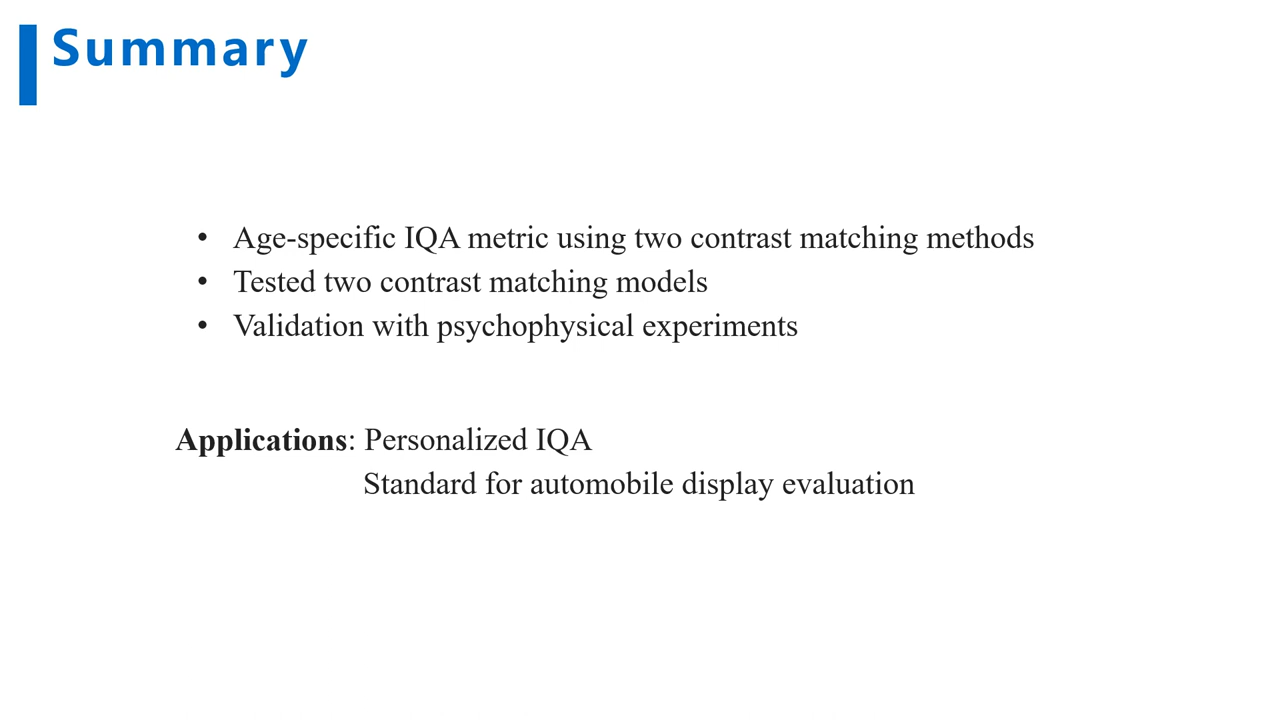 Summary
• Age-specific IQA metric using two contrast matching methods
• Tested two contrast matching models
• Validation with psychophysical experiments
Applications: Personalized IQA
Standard for automobile display evaluation